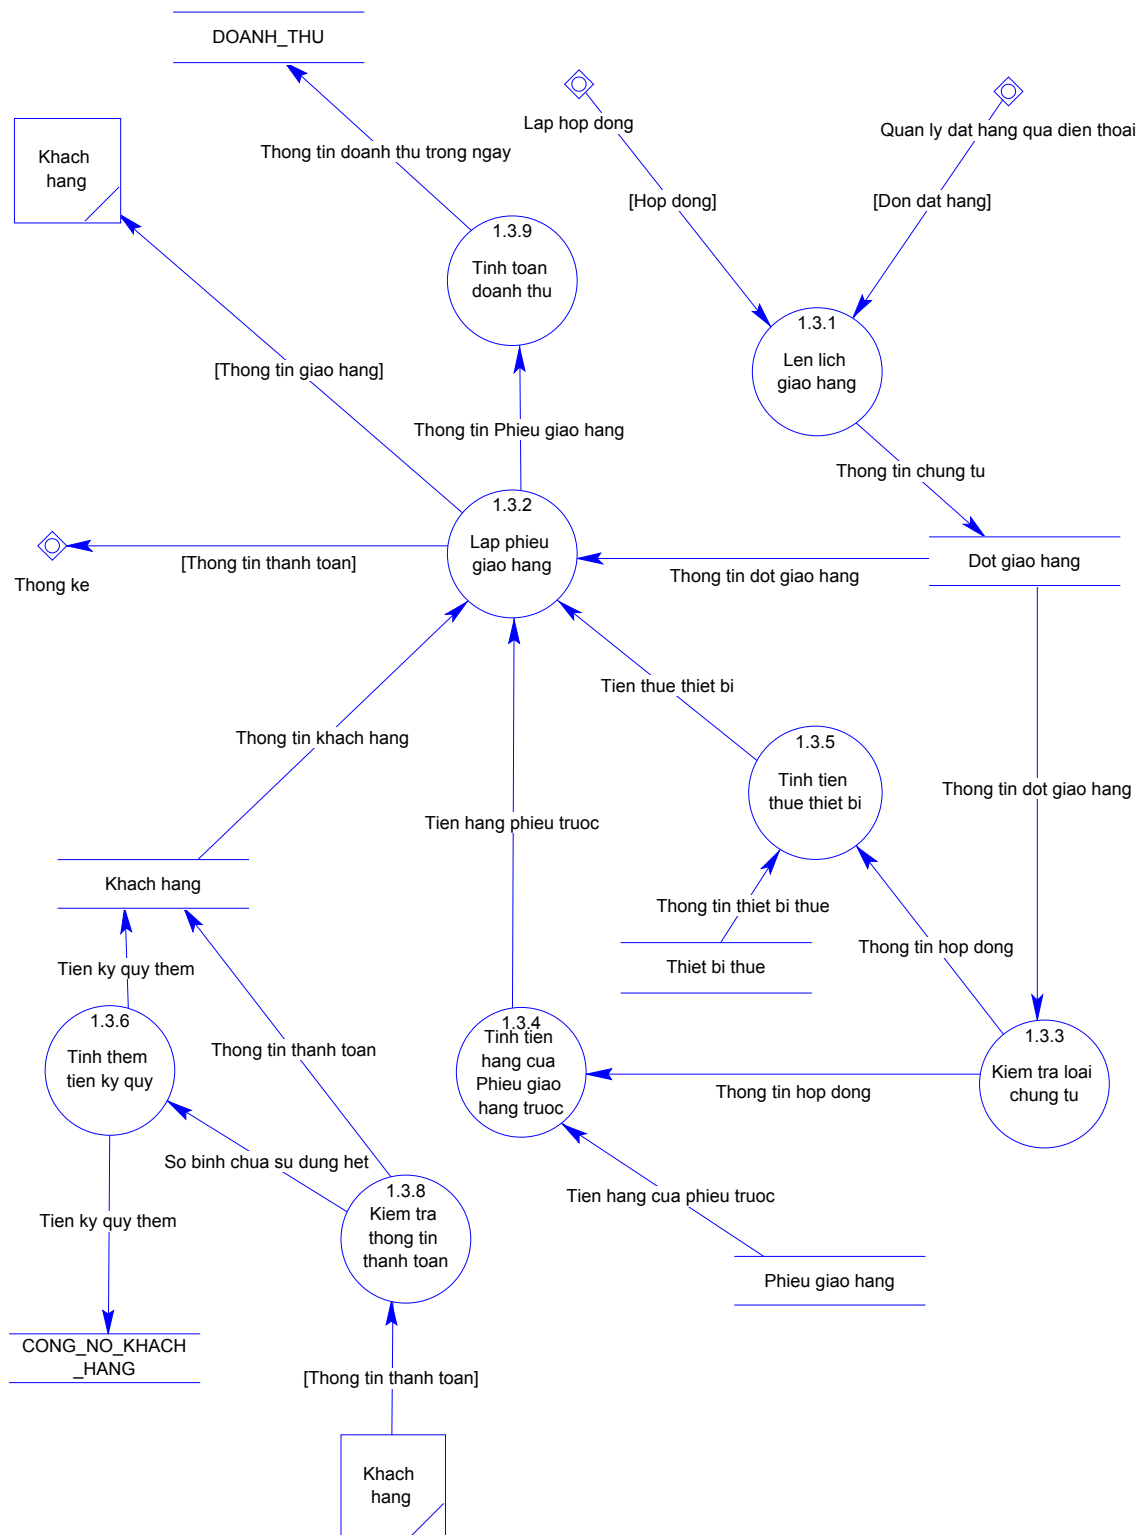 DOANH_THU
Lap hop dong
Quan ly dat hang qua dien thoai
Khach
hang
Thong tin doanh thu trong ngay
[Hop dong]
[Don dat hang]
1.3.9
Tinh toan
doanh thu
1.3.1
Len lich
giao hang
[Thong tin giao hang]
Thong tin Phieu giao hang
Thong tin chung tu
1.3.2
Lap phieu
giao hang
[Thong tin thanh toan]
Thong ke
Thong tin dot giao hang
Dot giao hang
Tien thue thiet bi
Thong tin khach hang
1.3.5
Tinh tien
thue thiet bi
Thong tin dot giao hang
Tien hang phieu truoc
Khach hang
Thong tin thiet bi thue
Thong tin hop dong
Thiet bi thue
Tien ky quy them
1.3.6
Tinh them
tien ky quy
Thong tin thanh toan
1.3.4
Tinh tien
hang cua
Phieu giao
hang truoc
1.3.3
Kiem tra loai
chung tu
Thong tin hop dong
So binh chua su dung het
1.3.8
Kiem tra
thong tin
thanh toan
Tien hang cua phieu truoc
Tien ky quy them
Phieu giao hang
CONG_NO_KHACH
_HANG
[Thong tin thanh toan]
Khach
hang